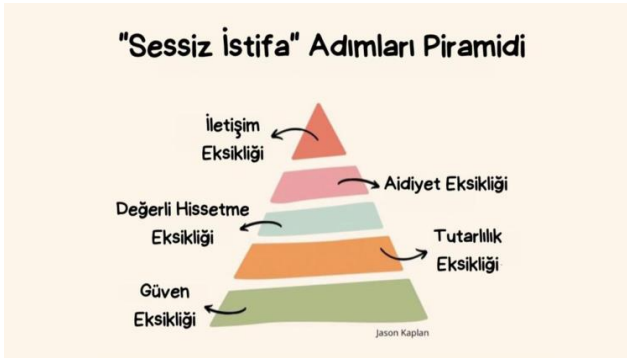 "Sessiz İstifa" Adımları Piramidi
İletişim
Eksikliği
Aidiyet Eksikliği
Değerli Hissetme
Eksikliği
Tutarlılık
Eksikliği
Güven
Eksikliği
Jason Kaplan